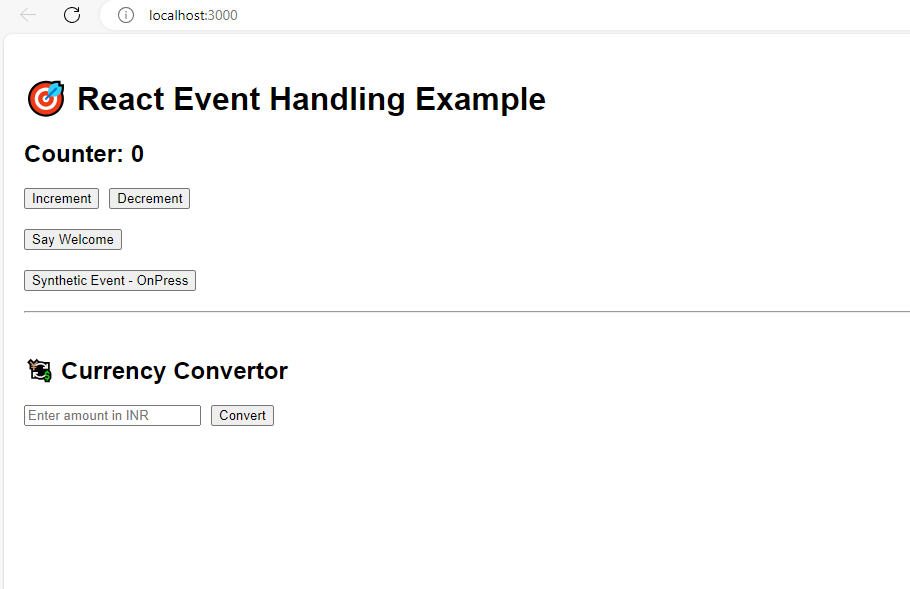 localhost:3000
🎯 React Event Handling Example
Counter: 0
Increment Decrement
Say Welcome
Synthetic Event - OnPress
Currency Convertor
Enter amount in INR Convert